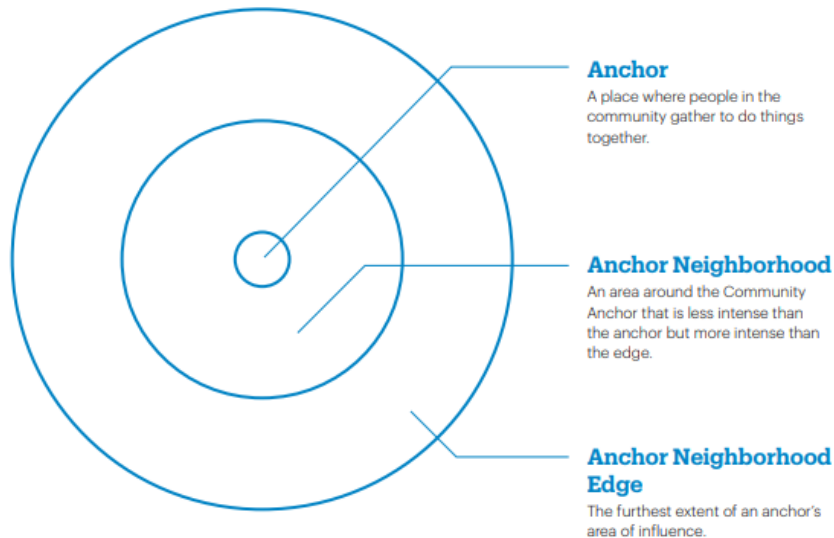 Anchor
A place where people in the
community gather to do things
together.
Anchor Neighborhood
An area around the Community
Anchor that is less intense than
the anchor but more intense than
the edge.
Anchor Neighborhood
Edge
The furthest extent of an anchor’s
area of influence.